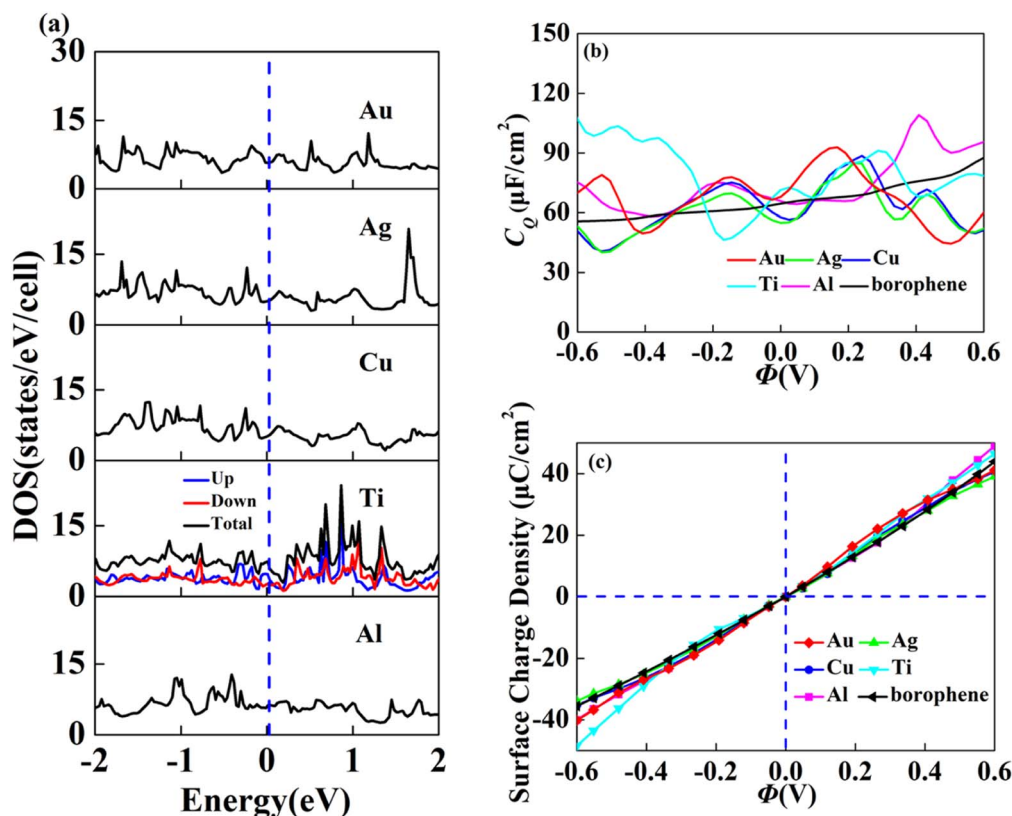 (a)
30
Au
15
0
Ag
15
0
Cu
15
0
Up
Down
Total
Ti
15
0
Al
15
0
-2 -1 0 1 2
Energy(eV)
DOS(states/eV/cell)
(b)
150
120
90
60
30
0
Au Ag Cu
Ti Al borophene
-0.6 -0.4 -0.2 0.0 0.2 0.4 0.6
Φ(V)
C_Q (μF/cm²)
(c)
40
20
0
-20
-40
Au Ag
Cu Ti
Al borophene
-0.6 -0.4 -0.2 0.0 0.2 0.4 0.6
Φ(V)
Surface Charge Density (μC/cm²)